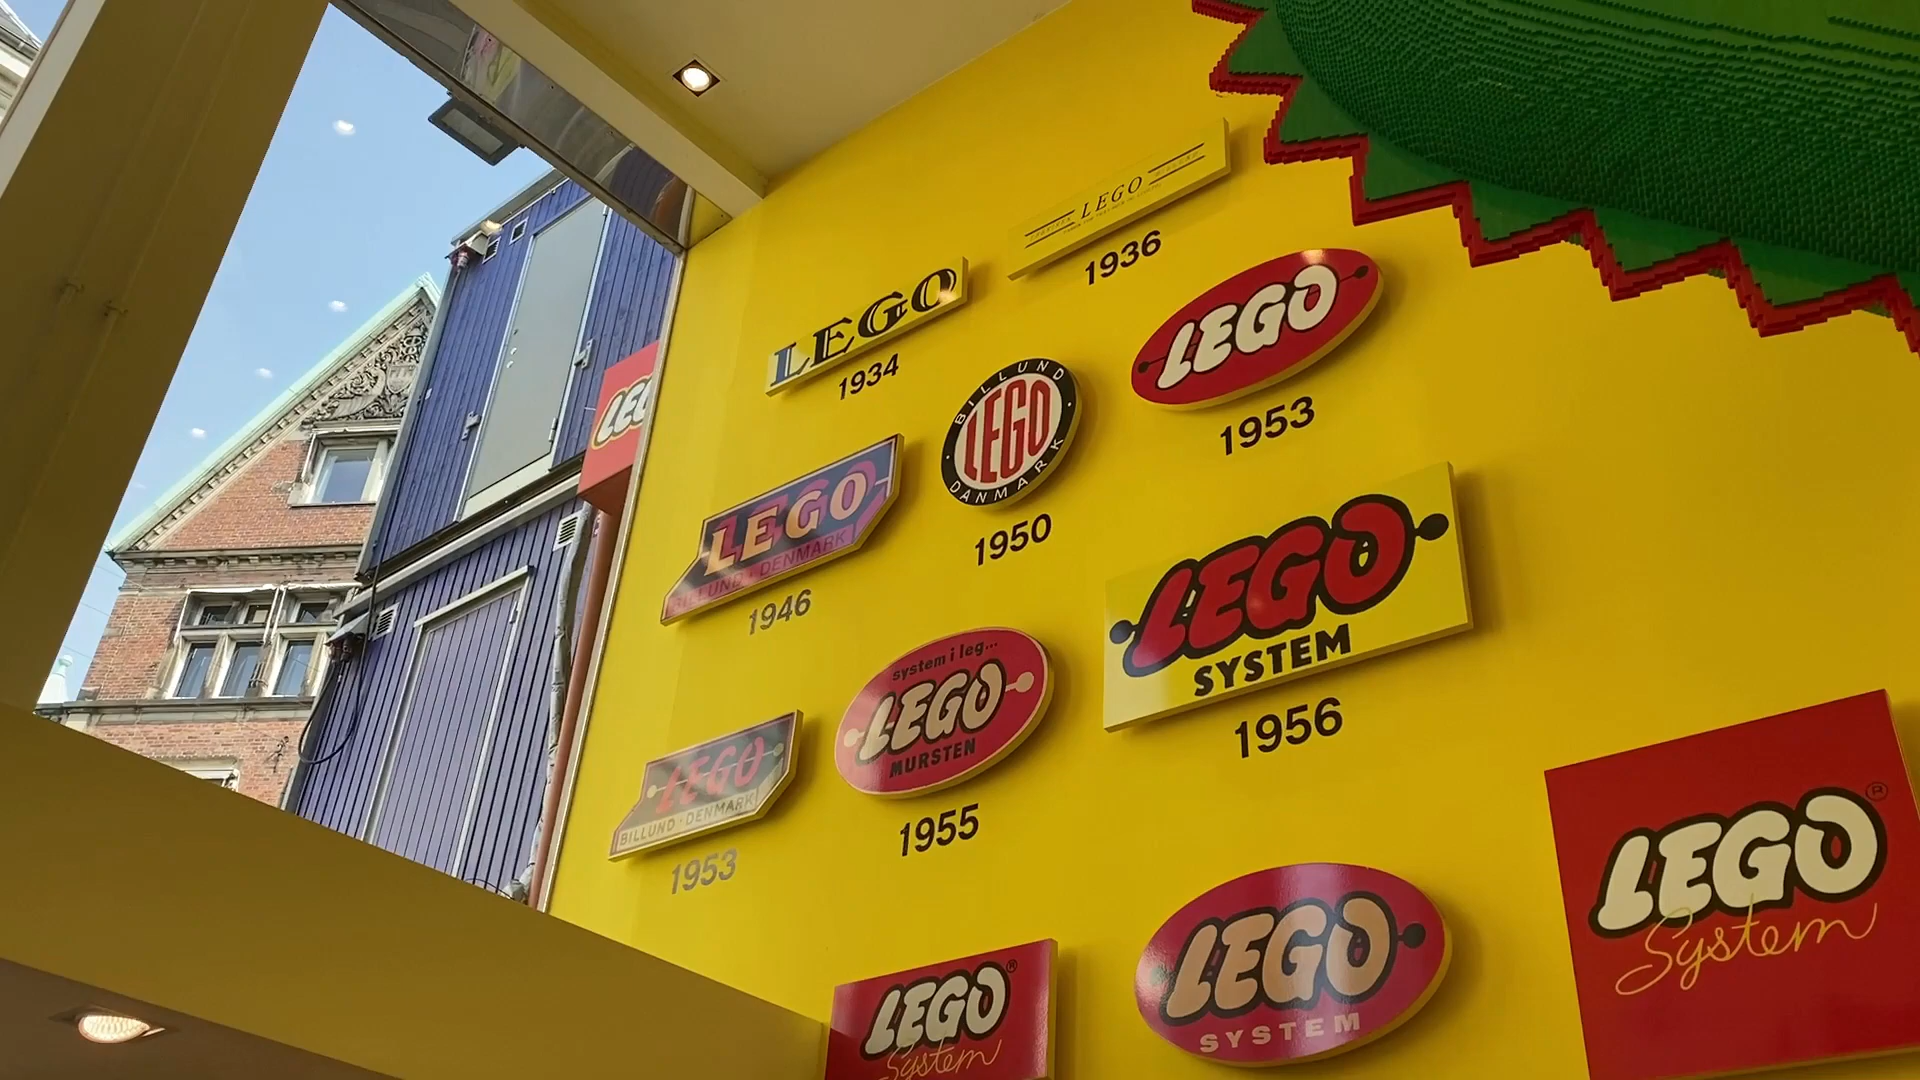 LEGO
1936
LEGO
1934
LEGO
1953
BILLUND
LEGO
DANMARK
1950
LEGO
LEGO
BILLUND · DENMARK
1946
LEGO
SYSTEM
1956
system i leg...
LEGO
MURSTEN
1955
LEGO
BILLUND · DENMARK
1953
LEGO®
System
LEGO
SYSTEM
LEGO®
System